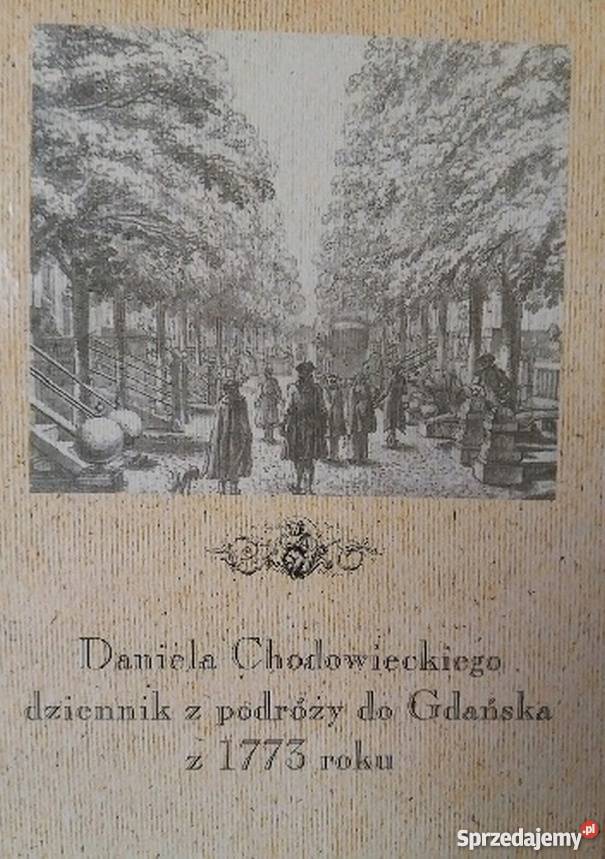 Daniela Chodowieckiego
dziennik z podróży do Gdańska
z 1773 roku
Sprzedajemy.pl